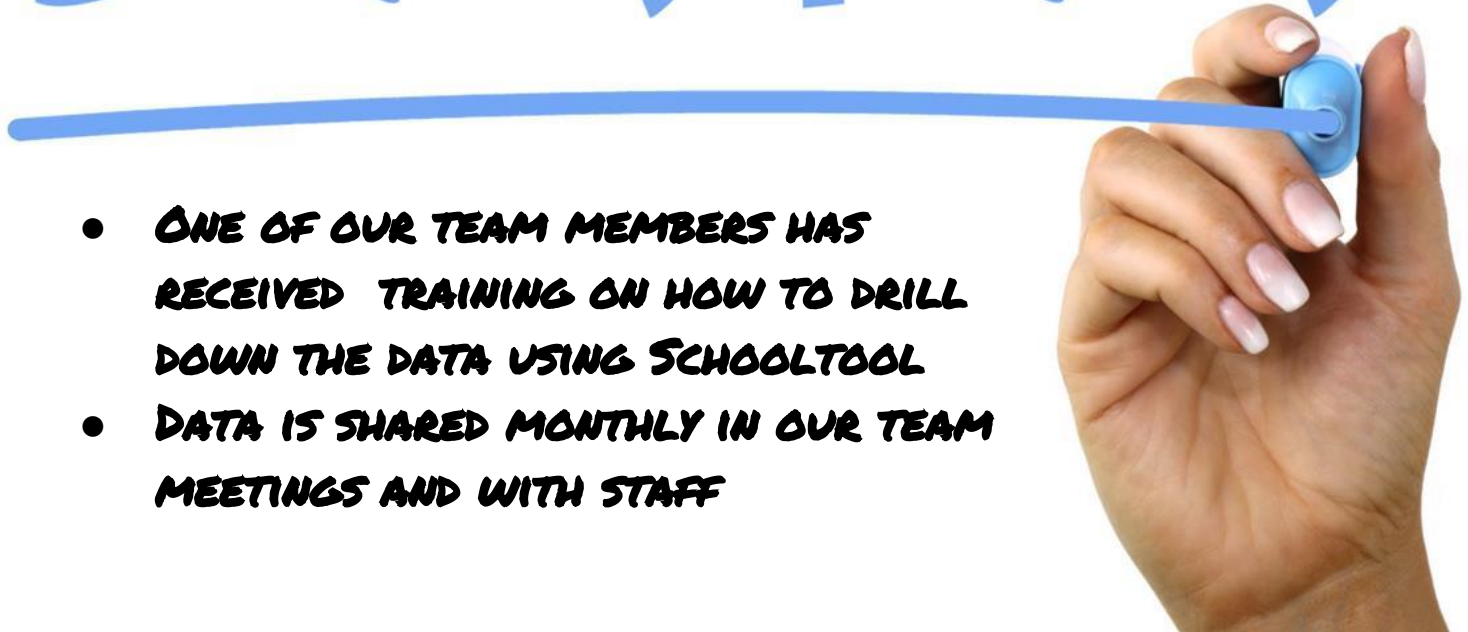 ● One of our team members has
received training on how to drill
down the data using Schooltool
● Data is shared monthly in our team
meetings and with staff